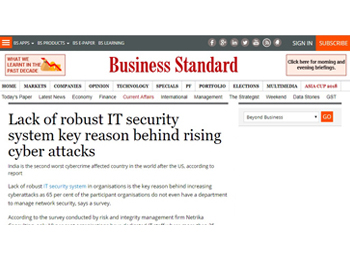 BS APPS BS PRODUCTS BS E-PAPER BS LEARNING SIGN IN SUBSCRIBE
WHAT WE LEARNT IN THE PAST DECADE
Business Standard
Click here for morning and evening briefings.
HOME MARKETS COMPANIES OPINION TECHNOLOGY SPECIALS PF PORTFOLIO ELECTIONS MULTIMEDIA ASIA CUP 2018
Today's Paper Latest News Economy Finance Current Affairs International Management The Strategist Weekend Data Stories GST
Lack of robust IT security
system key reason behind rising
cyber attacks
Beyond Business GO
India is the second worst cybercrime affected country in the world after the US, according to
report
Lack of robust IT security system in organisations is the key reason behind increasing
cyberattacks as 65 per cent of the participant organisations do not even have a department
to manage network security, says a survey.
According to the survey conducted by risk and integrity management firm Netrika